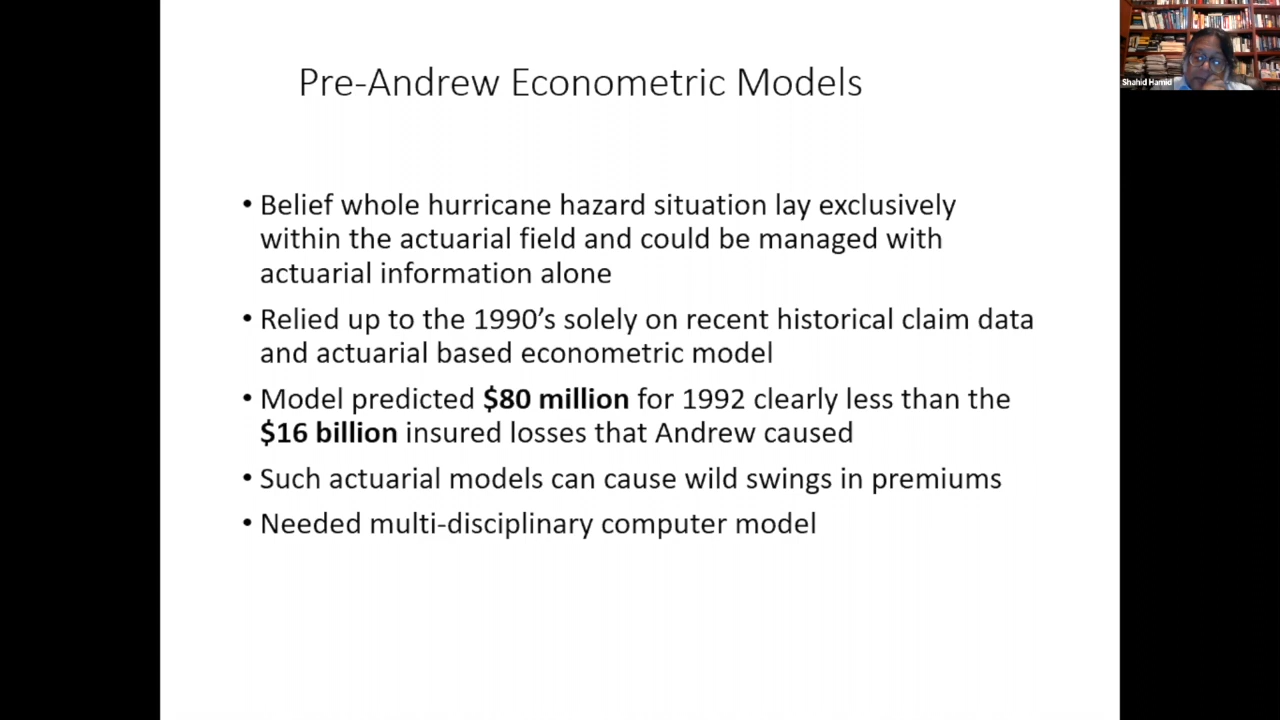 Pre-Andrew Econometric Models
Shahid Hamid
• Belief whole hurricane hazard situation lay exclusively
within the actuarial field and could be managed with
actuarial information alone
• Relied up to the 1990’s solely on recent historical claim data
and actuarial based econometric model
• Model predicted $80 million for 1992 clearly less than the
$16 billion insured losses that Andrew caused
• Such actuarial models can cause wild swings in premiums
• Needed multi-disciplinary computer model